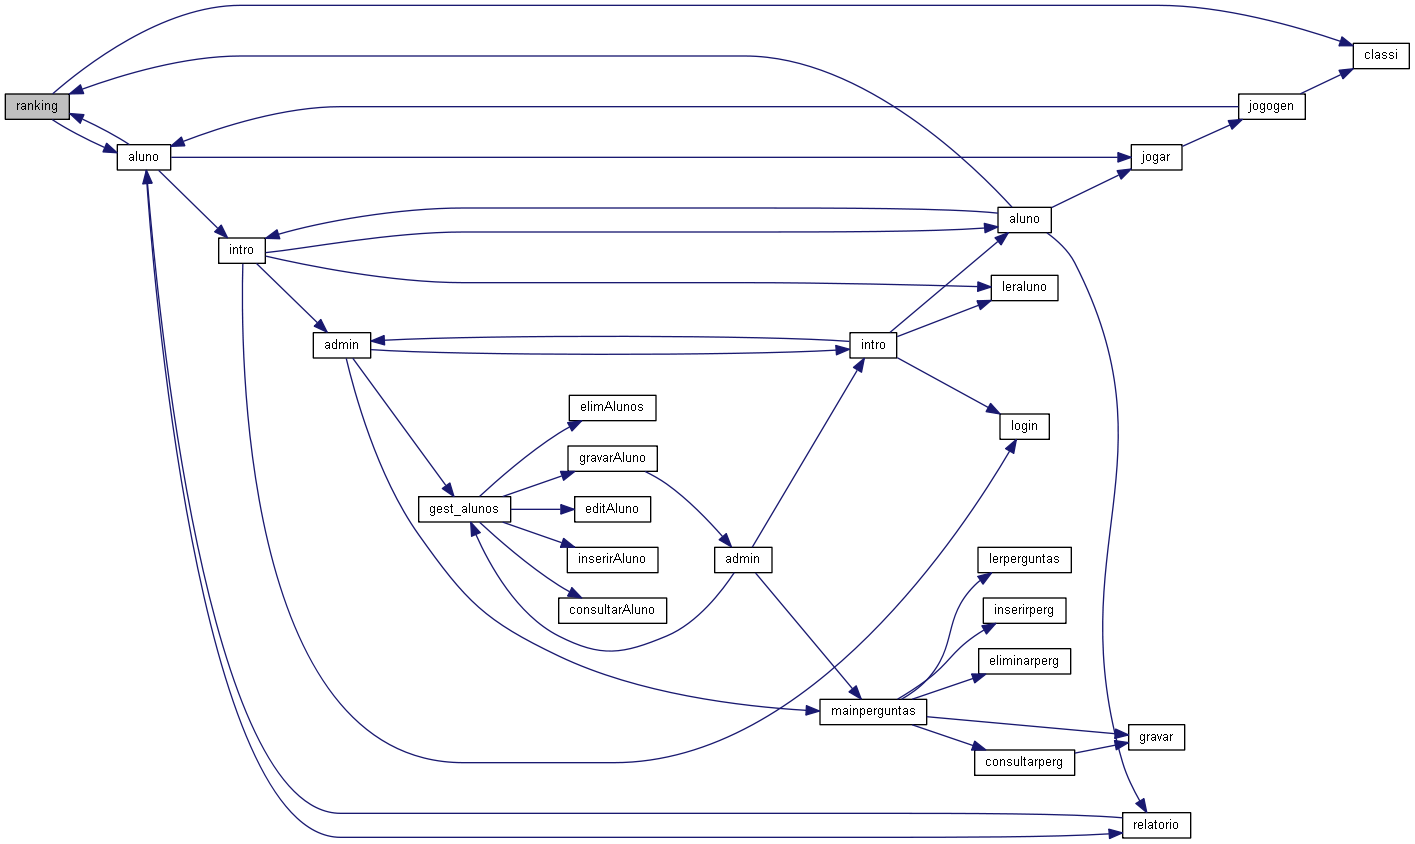 classi
ranking
jogogen
aluno
jogar
aluno
intro
leraluno
admin
intro
elimAlunos
login
gravarAluno
gest_alunos
editAluno
inserirAluno
admin
lerperguntas
consultarAluno
inserirperg
eliminarperg
mainperguntas
gravar
consultarperg
relatorio